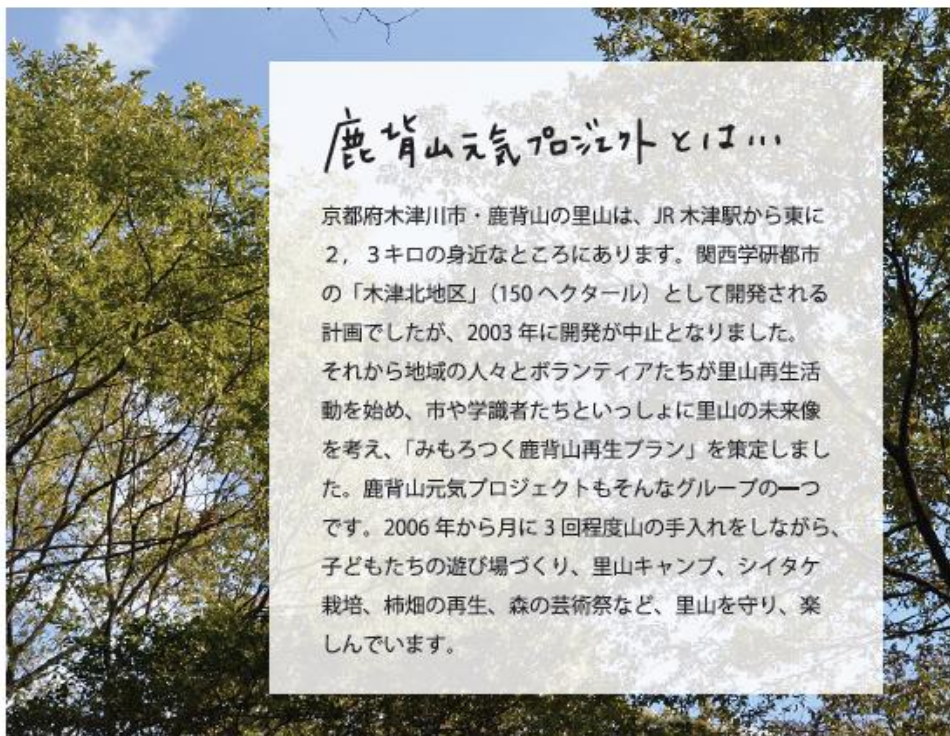 鹿背山元気プロジェクトとは…
京都府木津川市・鹿背山の里山は、JR 木津駅から東に
２，３キロの身近なところにあります。関西学研都市
の「木津北地区」（150 ヘクタール）として開発される
計画でしたが、2003 年に開発が中止となりました。
それから地域の人々とボランティアたちが里山再生活
動を始め、市や学識者たちといっしょに里山の未来像
を考え、「みもろつく鹿背山再生プラン」を策定しまし
た。鹿背山元気プロジェクトもそんなグループの一つ
です。2006 年から月に 3 回程度山の手入れをしながら、
子どもたちの遊び場づくり、里山キャンプ、シイタケ
栽培、柿畑の再生、森の芸術祭など、里山を守り、楽
しんでいます。